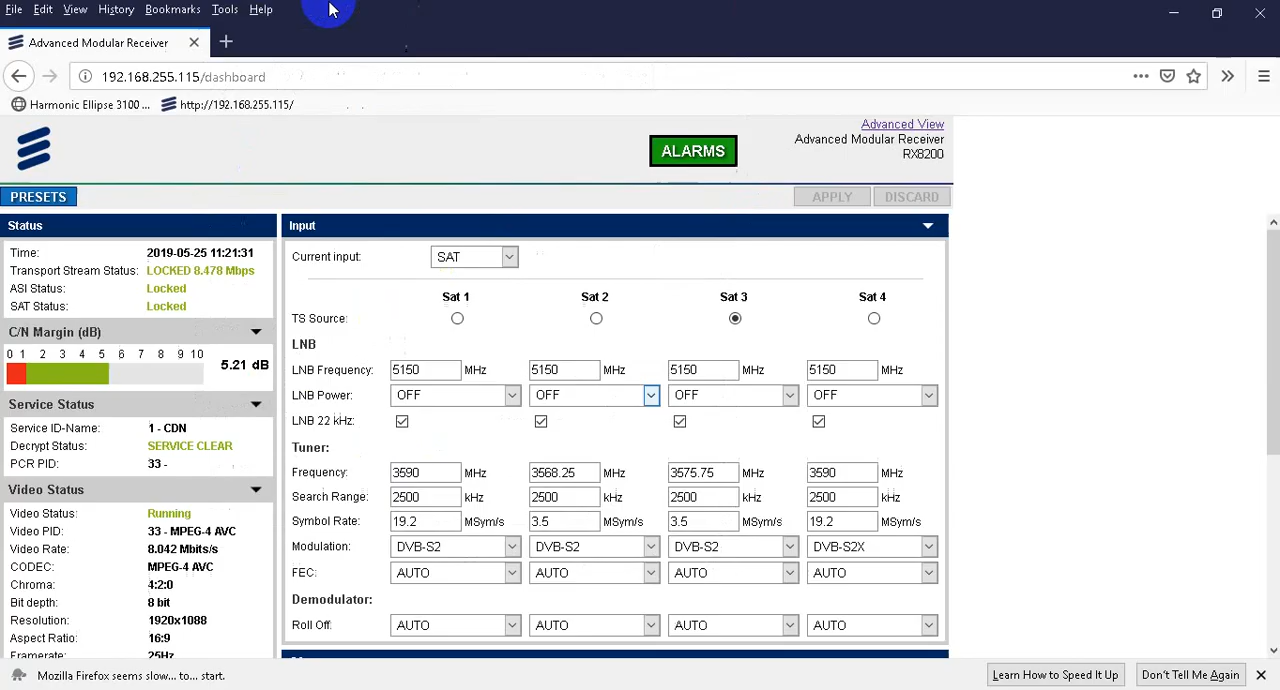 File Edit View History Bookmarks Tools Help
Advanced Modular Receiver
192.168.255.115/dashboard
Harmonic Ellipse 3100 ... http://192.168.255.115/
Advanced View
ALARMS
Advanced Modular Receiver
RX8200
PRESETS
APPLY DISCARD
Status
Time: 2019-05-25 11:21:31
Transport Stream Status: LOCKED 8.478 Mbps
ASI Status: Locked
SAT Status: Locked
C/N Margin (dB)
0 1 2 3 4 5 6 7 8 9 10
5.21 dB
Service Status
Service ID-Name: 1 - CDN
Decrypt Status: SERVICE CLEAR
PCR PID: 33 -
Video Status
Video Status: Running
Video PID: 33 - MPEG-4 AVC
Video Rate: 8.042 Mbits/s
CODEC: MPEG-4 AVC
Chroma: 4:2:0
Bit depth: 8 bit
Resolution: 1920x1088
Aspect Ratio: 16:9
Framerate: 25Hz
Input
Current input: SAT
Sat 1 Sat 2 Sat 3 Sat 4
TS Source:
LNB
LNB Frequency: 5150 MHz 5150 MHz 5150 MHz 5150 MHz
LNB Power: OFF OFF OFF OFF
LNB 22 kHz:
Tuner:
Frequency: 3590 MHz 3568.25 MHz 3575.75 MHz 3590 MHz
Search Range: 2500 kHz 2500 kHz 2500 kHz 2500 kHz
Symbol Rate: 19.2 MSym/s 3.5 MSym/s 3.5 MSym/s 19.2 MSym/s
Modulation: DVB-S2 DVB-S2 DVB-S2 DVB-S2X
FEC: AUTO AUTO AUTO AUTO
Demodulator:
Roll Off: AUTO AUTO AUTO AUTO
Mozilla Firefox seems slow... to... start.
Learn How to Speed It Up Don't Tell Me Again